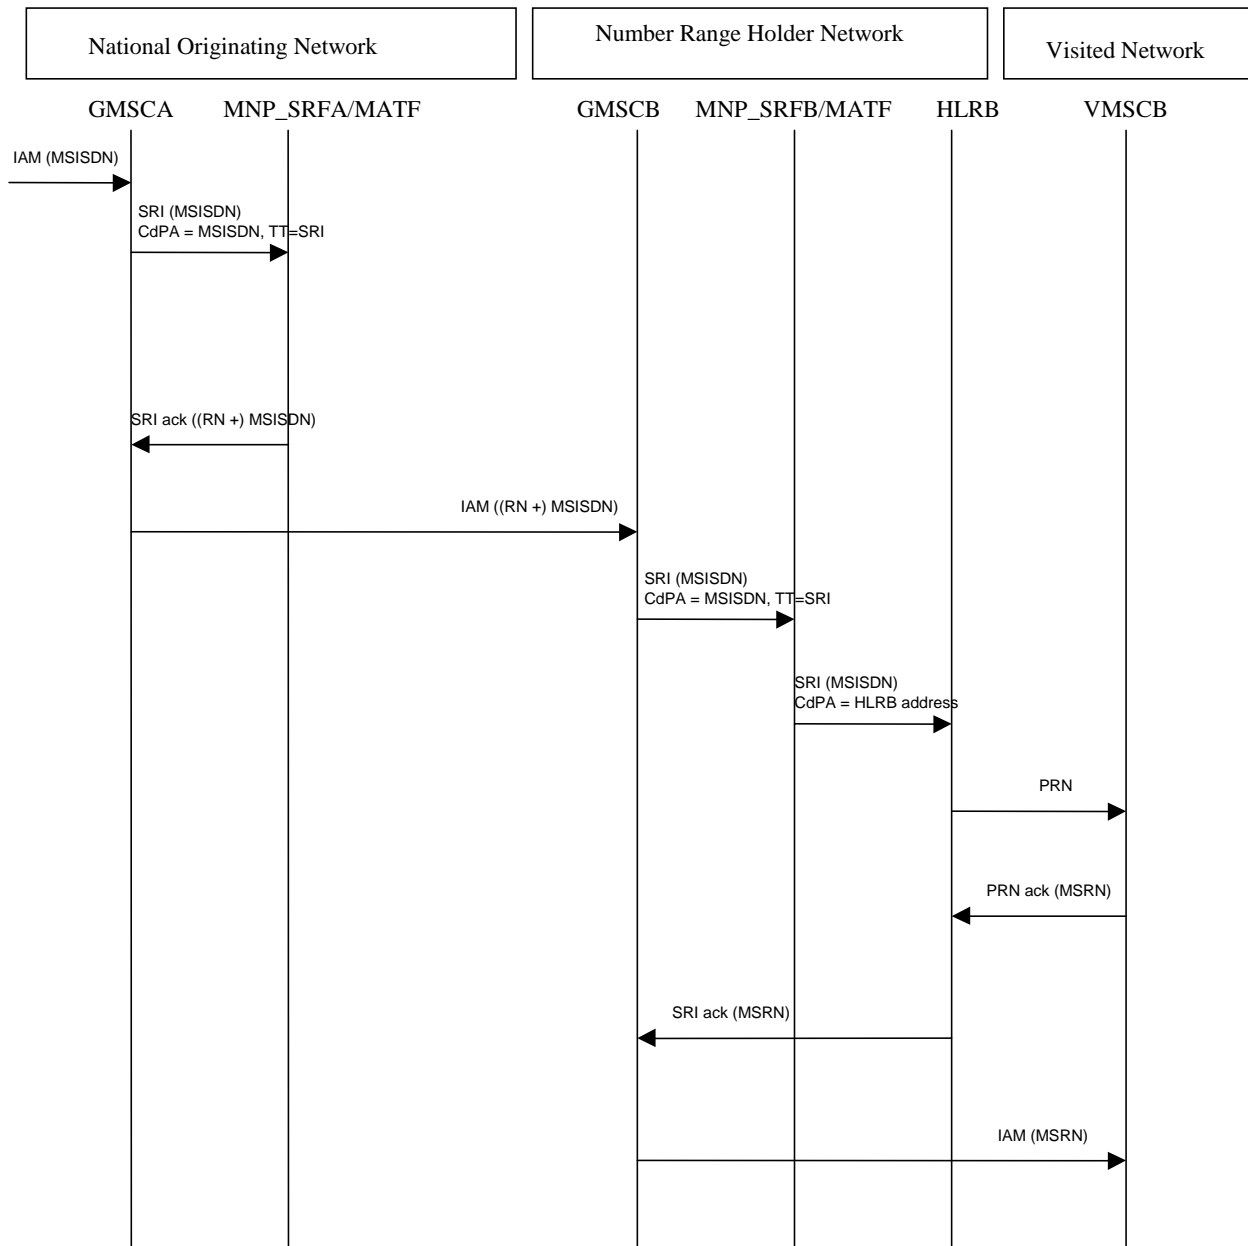 National Originating Network
Number Range Holder Network
Visited Network
GMSCA
MNP_SRFA/MATF
GMSCB
MNP_SRFB/MATF
HLRB
VMSCB
IAM (MSISDN)
SRI (MSISDN)
CdPA = MSISDN, TT=SRI
SRI ack ((RN +) MSISDN)
IAM ((RN +) MSISDN)
SRI (MSISDN)
CdPA = MSISDN, TT=SRI
SRI (MSISDN)
CdPA = HLRB address
PRN
PRN ack (MSRN)
SRI ack (MSRN)
IAM (MSRN)